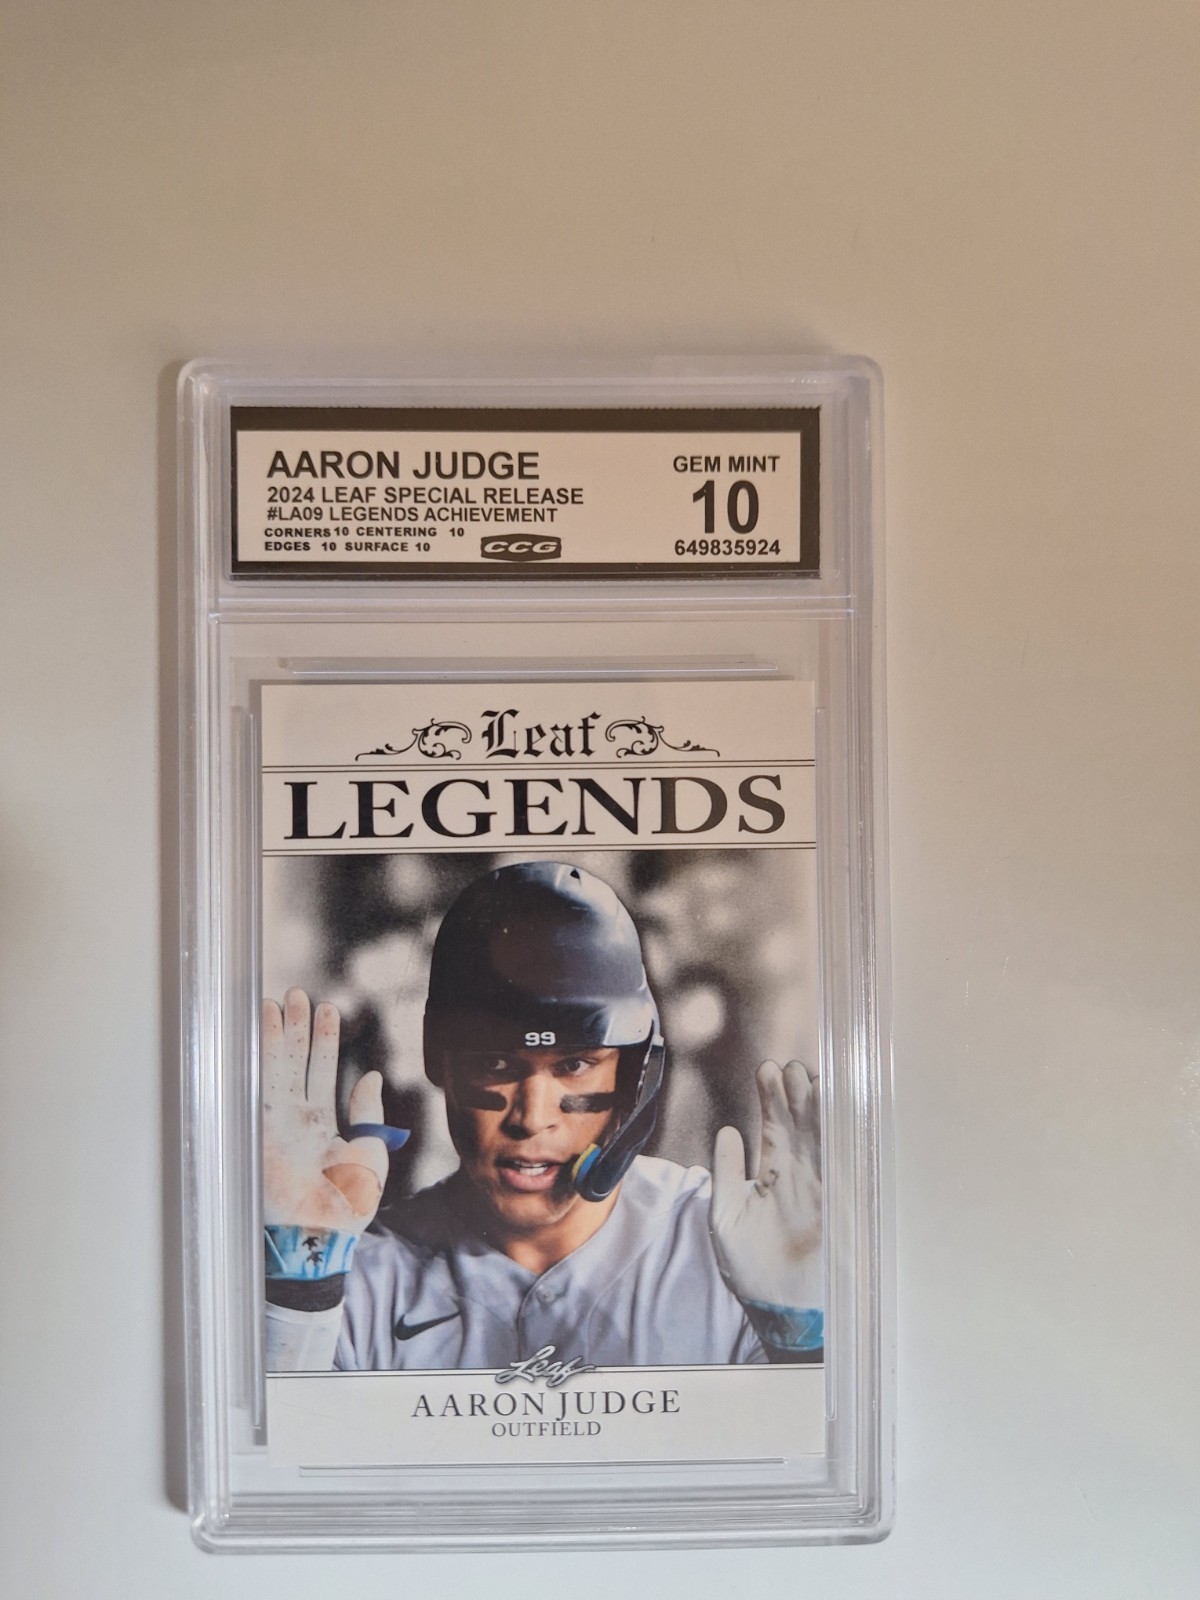 AARON JUDGE
2024 LEAF SPECIAL RELEASE
#LA09 LEGENDS ACHIEVEMENT
CORNERS 10 CENTERING 10
EDGES 10 SURFACE 10
CCG
GEM MINT
10
649835924
Leaf
LEGENDS
99
Leaf
AARON JUDGE
OUTFIELD